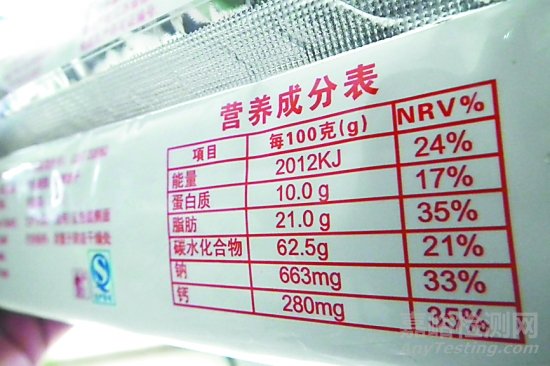 营养成分表
项目 每100克(g) NRV%
能量 2012KJ 24%
蛋白质 10.0 g 17%
脂肪 21.0 g 35%
碳水化合物 62.5g 21%
钠 663mg 33%
钙 280mg 35%
嘉峪检测网
AnyTesting.com